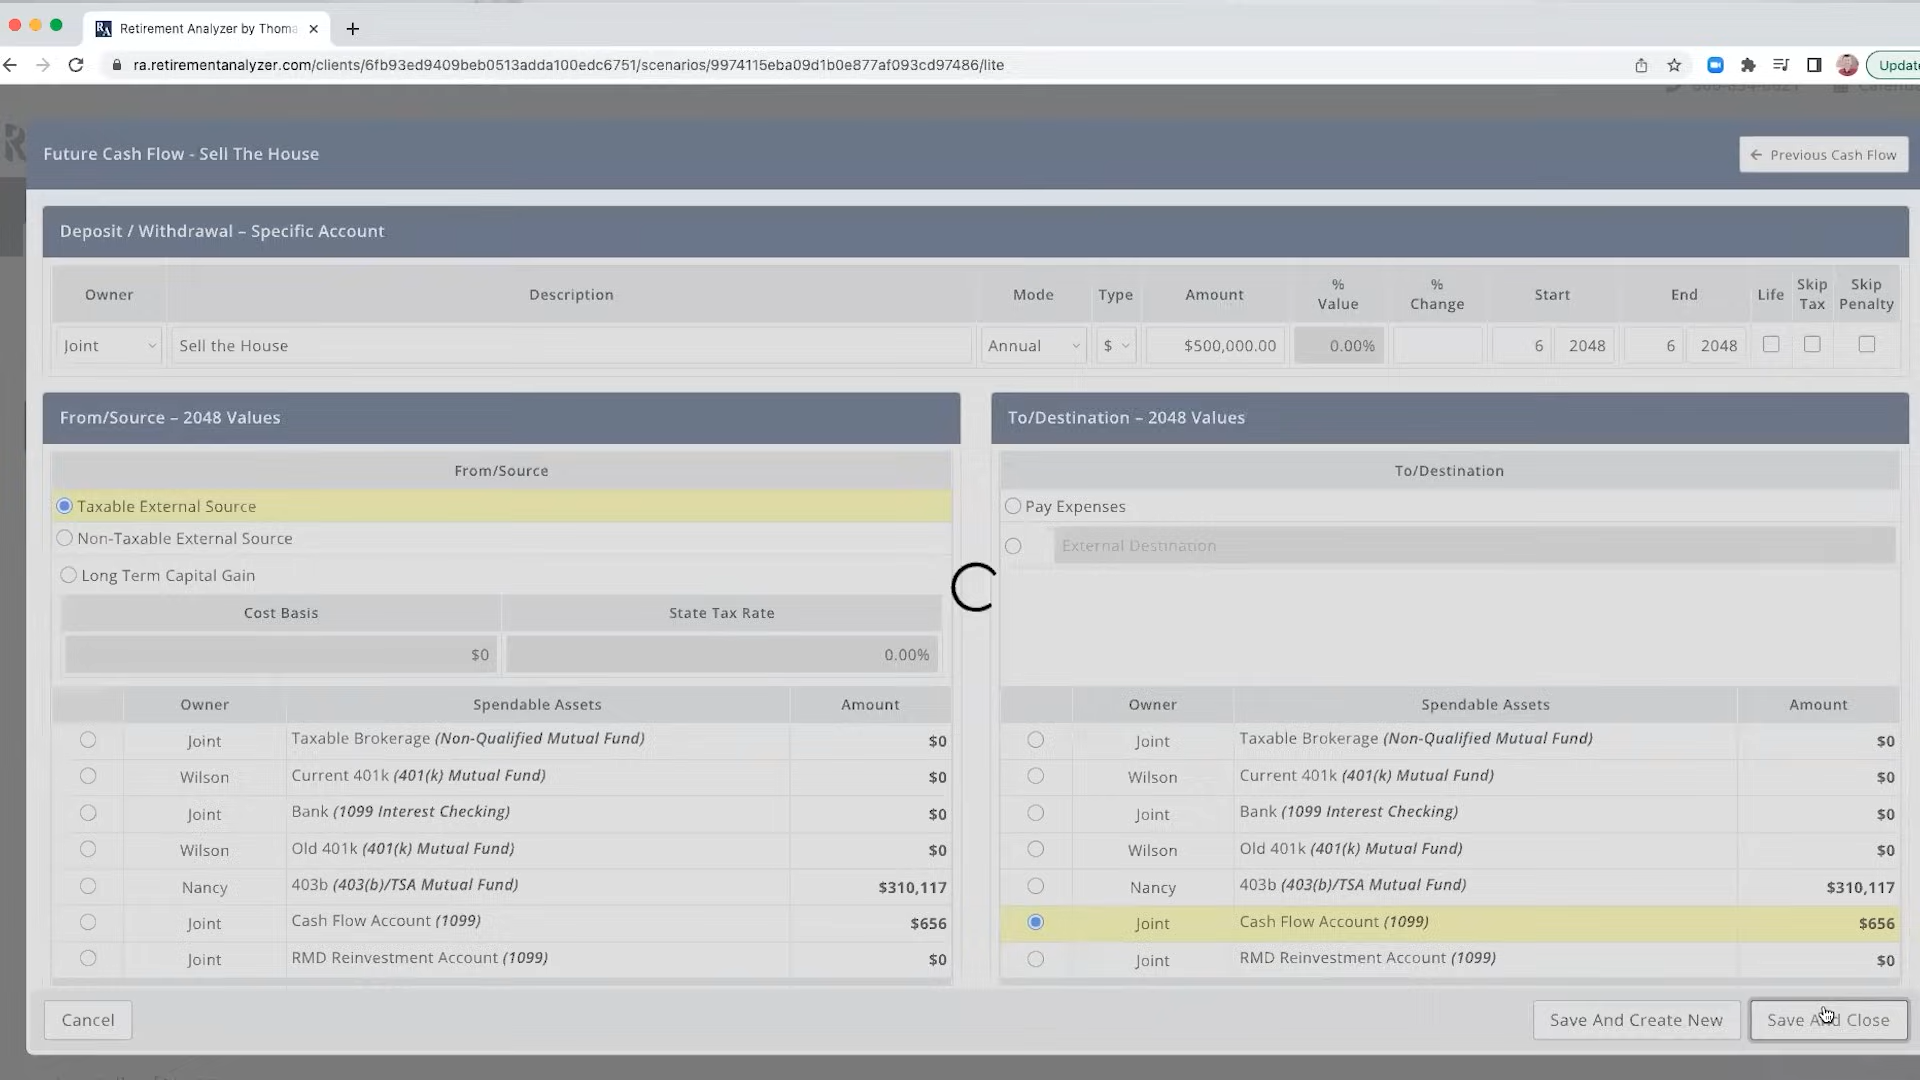 Retirement Analyzer by Thoma
ra.retirementanalyzer.com/clients/6fb93ed9409beb0513adda100edc6751/scenarios/9974115eba09d1b0e877af093cd97486/lite
Update
Future Cash Flow - Sell The House
← Previous Cash Flow
Deposit / Withdrawal – Specific Account
Owner Description Mode Type Amount % Value % Change Start End Life Skip Tax Skip Penalty
Joint Sell the House Annual $ $500,000.00 0.00% 6 2048 6 2048
From/Source – 2048 Values
From/Source
Taxable External Source
Non-Taxable External Source
Long Term Capital Gain
Cost Basis State Tax Rate
$0 0.00%
Owner Spendable Assets Amount
Joint Taxable Brokerage (Non-Qualified Mutual Fund) $0
Wilson Current 401k (401(k) Mutual Fund) $0
Joint Bank (1099 Interest Checking) $0
Wilson Old 401k (401(k) Mutual Fund) $0
Nancy 403b (403(b)/TSA Mutual Fund) $310,117
Joint Cash Flow Account (1099) $656
Joint RMD Reinvestment Account (1099) $0
To/Destination – 2048 Values
To/Destination
Pay Expenses
External Destination
Owner Spendable Assets Amount
Joint Taxable Brokerage (Non-Qualified Mutual Fund) $0
Wilson Current 401k (401(k) Mutual Fund) $0
Joint Bank (1099 Interest Checking) $0
Wilson Old 401k (401(k) Mutual Fund) $0
Nancy 403b (403(b)/TSA Mutual Fund) $310,117
Joint Cash Flow Account (1099) $656
Joint RMD Reinvestment Account (1099) $0
Cancel Save And Create New Save And Close